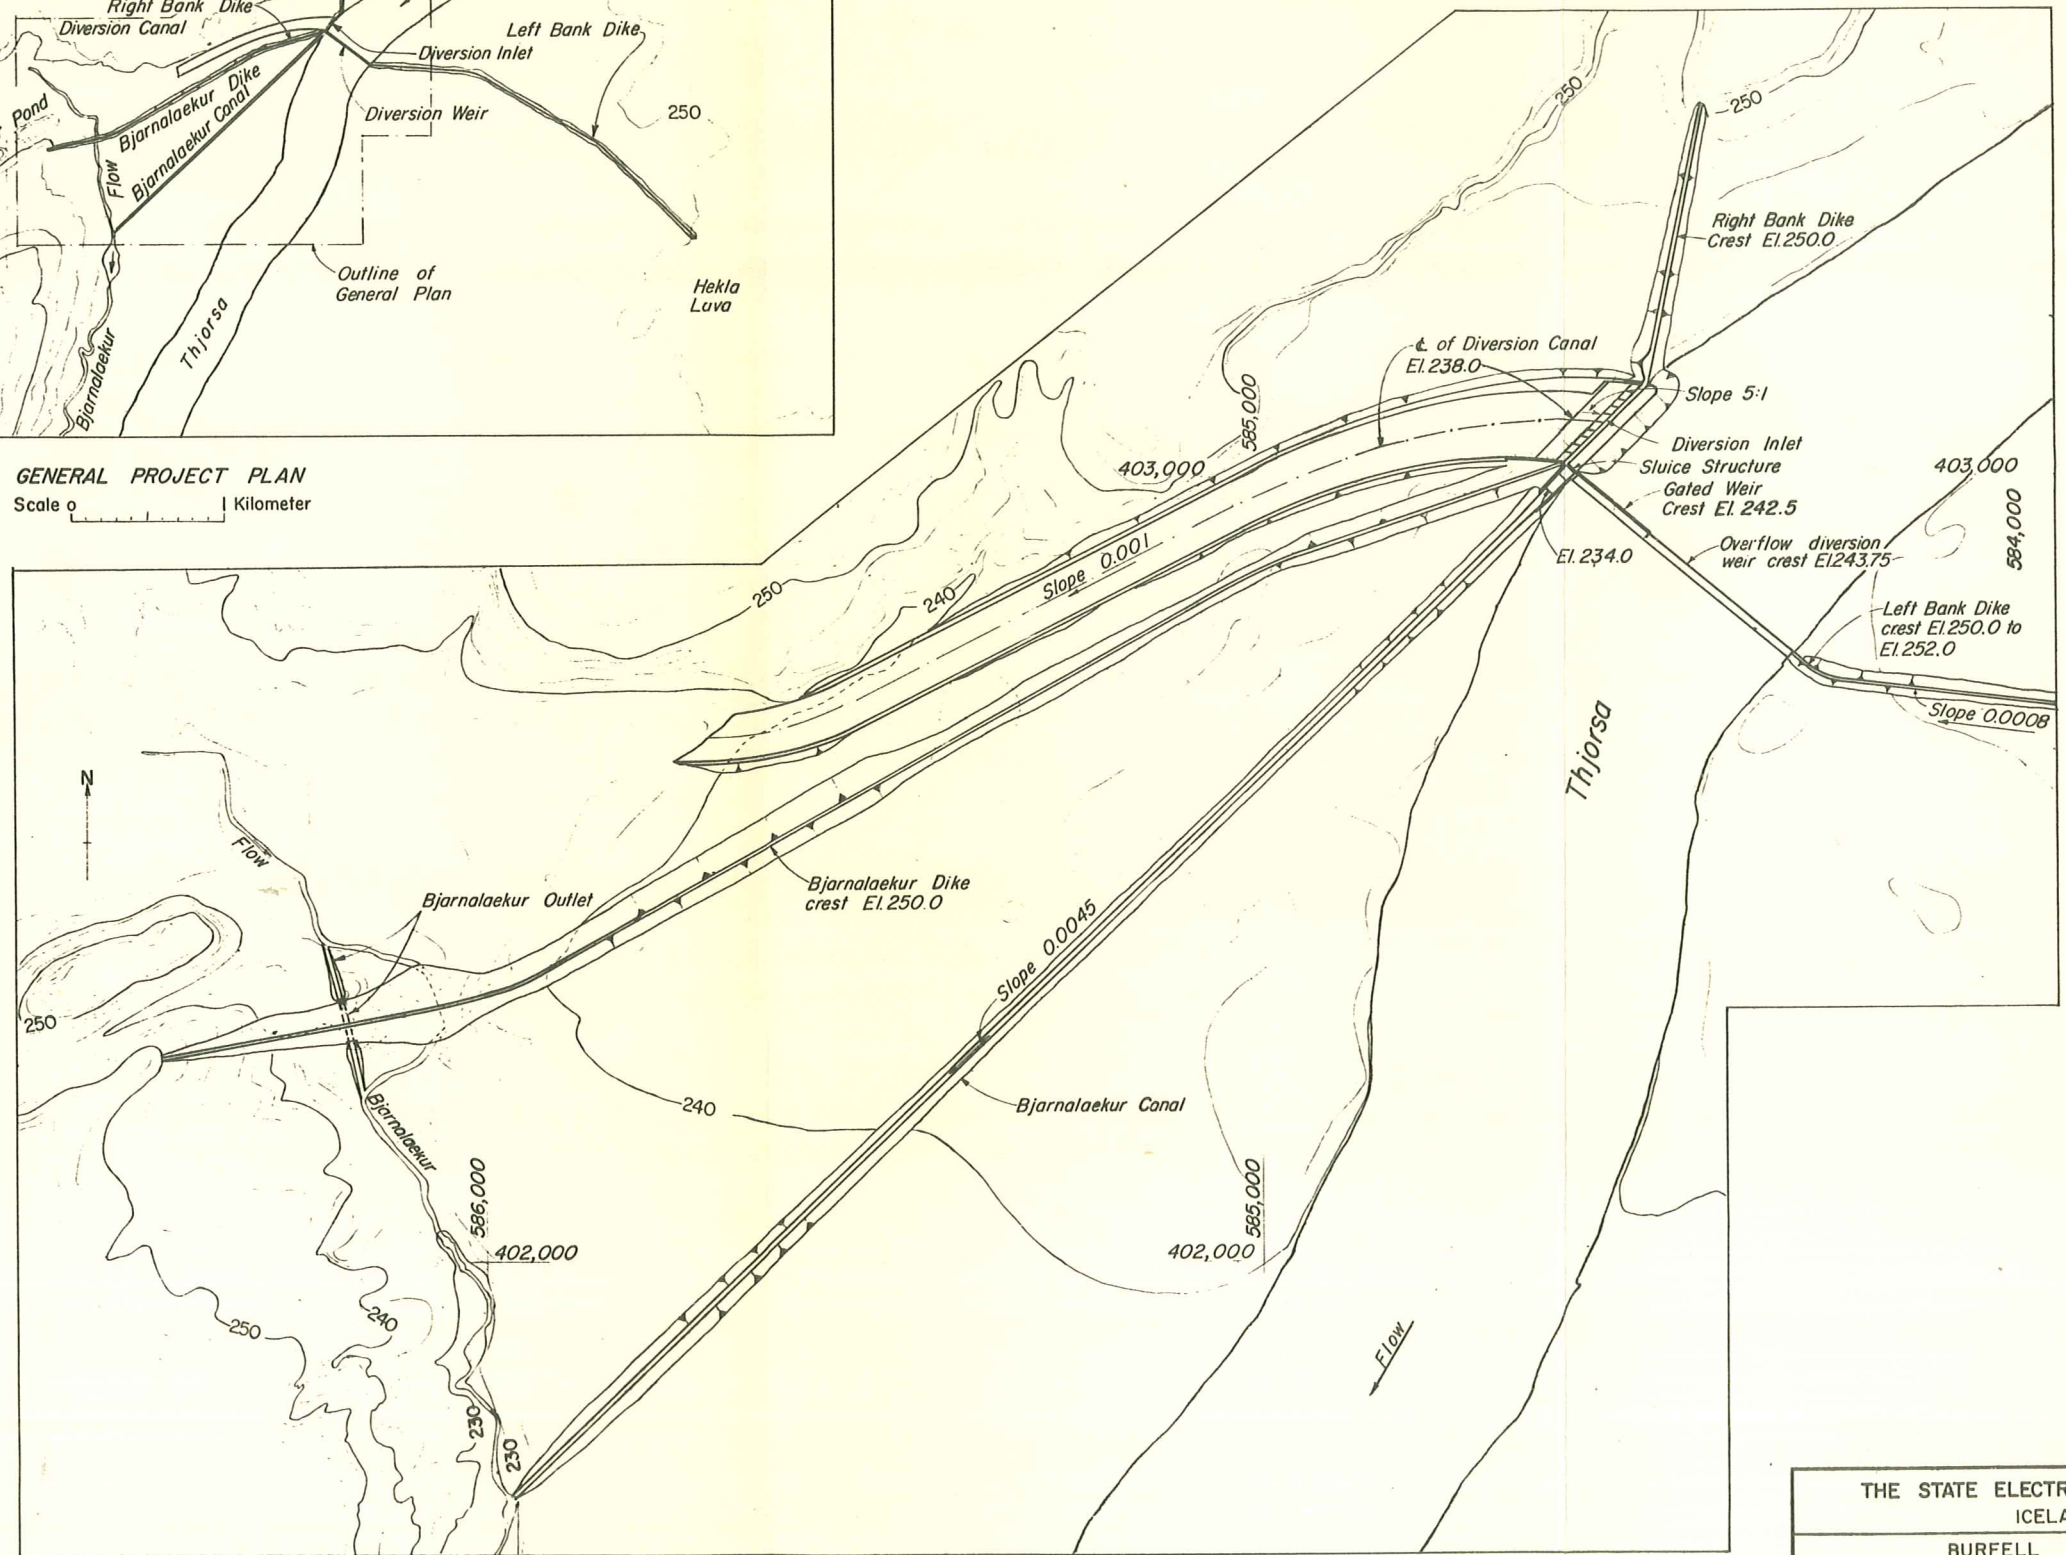 Right Bank Dike
Diversion Canal
Left Bank Dike
Diversion Inlet
Pond
Bjarnalaekur Dike
Bjarnalaekur Canal
Diversion Weir
250
Flow
Outline of
General Plan
Hekla
Luva
Thjorsa
Bjarnalaekur
GENERAL PROJECT PLAN
Scale 0 1 Kilometer
250
250
Right Bank Dike
Crest El.250.0
℄ of Diversion Canal
El.238.0
Slope 5:1
585,000
403,000
Diversion Inlet
Sluice Structure
Gated Weir
Crest El. 242.5
403,000
584,000
Overflow diversion
weir crest El.243.75
El.234.0
Slope 0.001
250
240
Left Bank Dike
crest El.250.0 to
El.252.0
Slope 0.0008
Thjorsa
N
Flow
Bjarnalaekur Outlet
Bjarnalaekur Dike
crest El.250.0
Slope 0.0045
250
240
Bjarnalaekur Canal
Bjarnalaekur
586,000
402,000
585,000
402,000
250
240
Flow
230
230
THE STATE ELECTR
ICELA
BURFELL